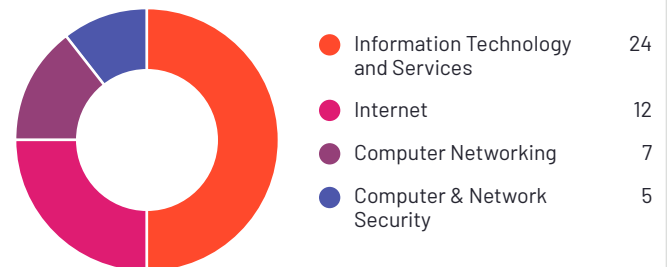 Information Technology 24
and Services
Internet 12
Computer Networking 7
Computer & Network 5
Security